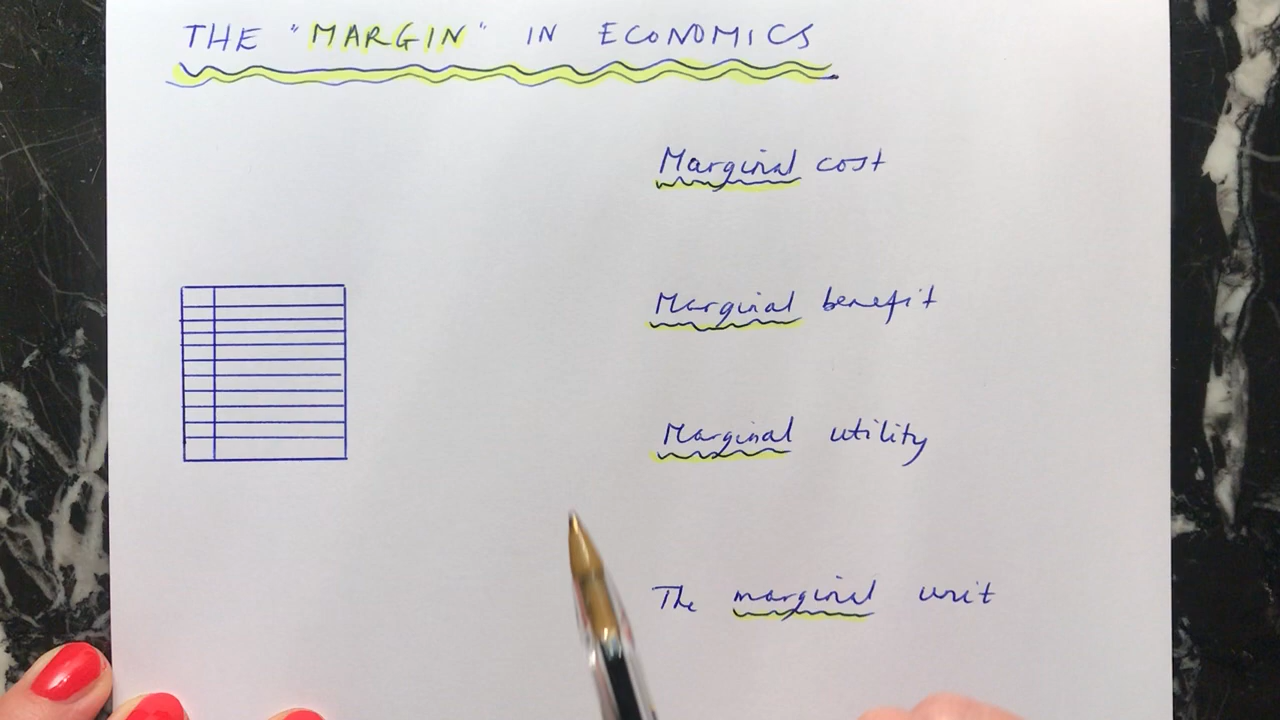 THE "MARGIN" IN ECONOMICS
Marginal cost
Marginal benefit
Marginal utility
The marginal unit